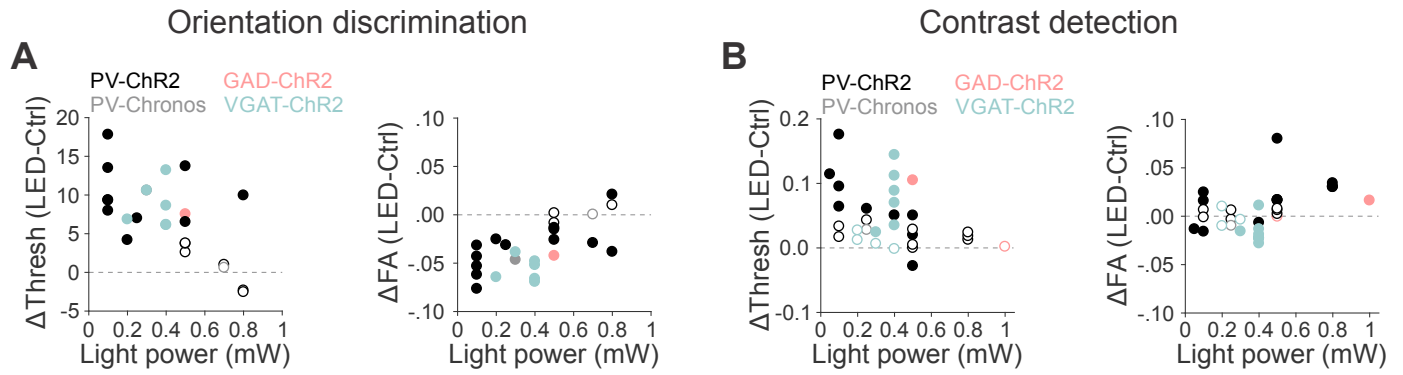 Orientation discrimination
Contrast detection
A
PV-ChR2 GAD-ChR2
PV-Chronos VGAT-ChR2
ΔThresh (LED-Ctrl)
20
15
10
5
0
-5
0 0.2 0.4 0.6 0.8 1
Light power (mW)
ΔFA (LED-Ctrl)
.10
.05
.00
-.05
-.10
0 0.2 0.4 0.6 0.8 1
Light power (mW)
B
PV-ChR2 GAD-ChR2
PV-Chronos VGAT-ChR2
ΔThresh (LED-Ctrl)
0.2
0.1
0.0
-0.1
0 0.2 0.4 0.6 0.8 1
Light power (mW)
ΔFA (LED-Ctrl)
.10
.05
.00
-.05
-.10
0 0.2 0.4 0.6 0.8 1
Light power (mW)